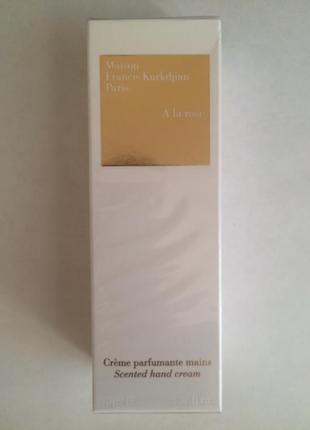 Maison
Francis Kurkdjian
Paris
À la rose
Crème parfumante mains
Scented hand cream